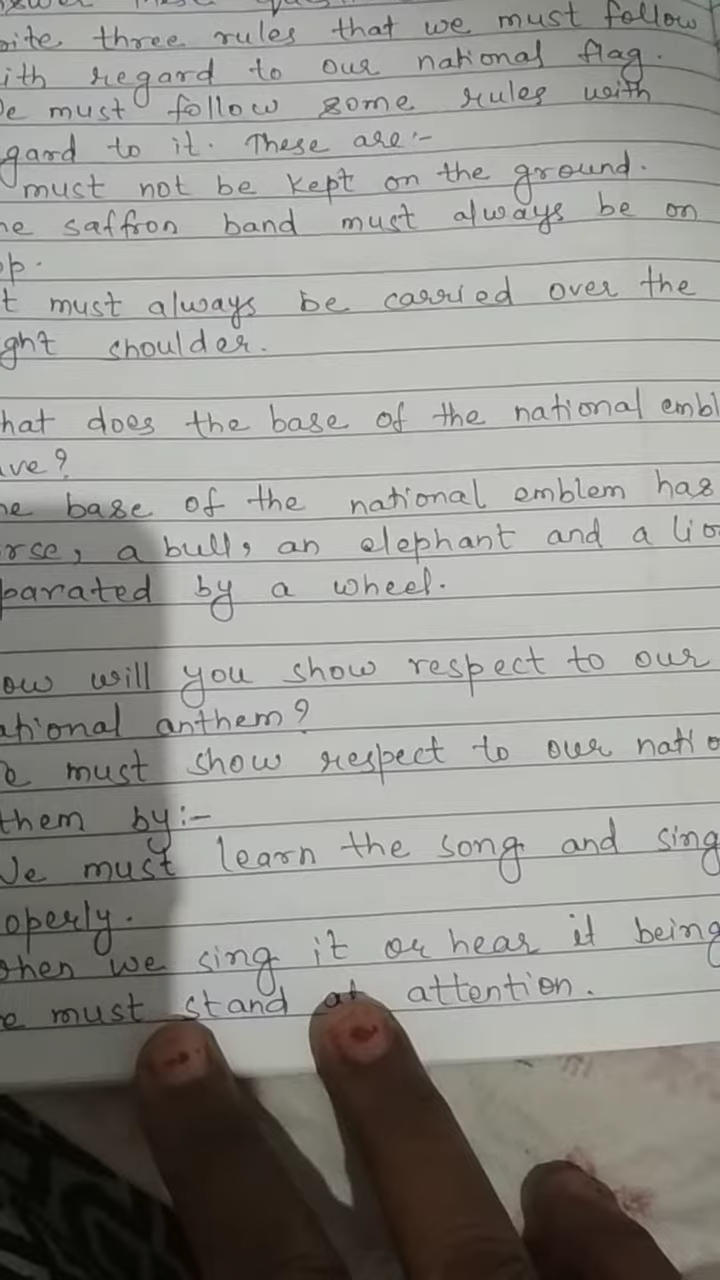 ite three rules that we must follow
ith regard to our national flag.
e must follow some rules with
gard to it. These are:-
must not be kept on the ground.
he saffron band must always be on
op.
t must always be carried over the
ght shoulder.
hat does the base of the national embl
ve?
he base of the national emblem has
rse, a bull, an elephant and a lio
parated by a wheel.
ow will you show respect to our
ational anthem?
e must show respect to our natio
them by:-
We must learn the song and sing
operly.
when we sing it or hear it being
e must stand at attention.